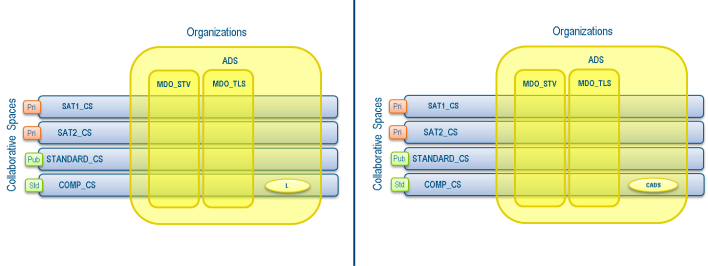 Organizations
ADS
MDO_STV
MDO_TLS
Collaborative Spaces
Pri
SAT1_CS
Pri
SAT2_CS
Pub
STANDARD_CS
Std
COMP_CS
L
Organizations
ADS
MDO_STV
MDO_TLS
Collaborative Spaces
Pri
SAT1_CS
Pri
SAT2_CS
Pub
STANDARD_CS
Std
COMP_CS
CADS